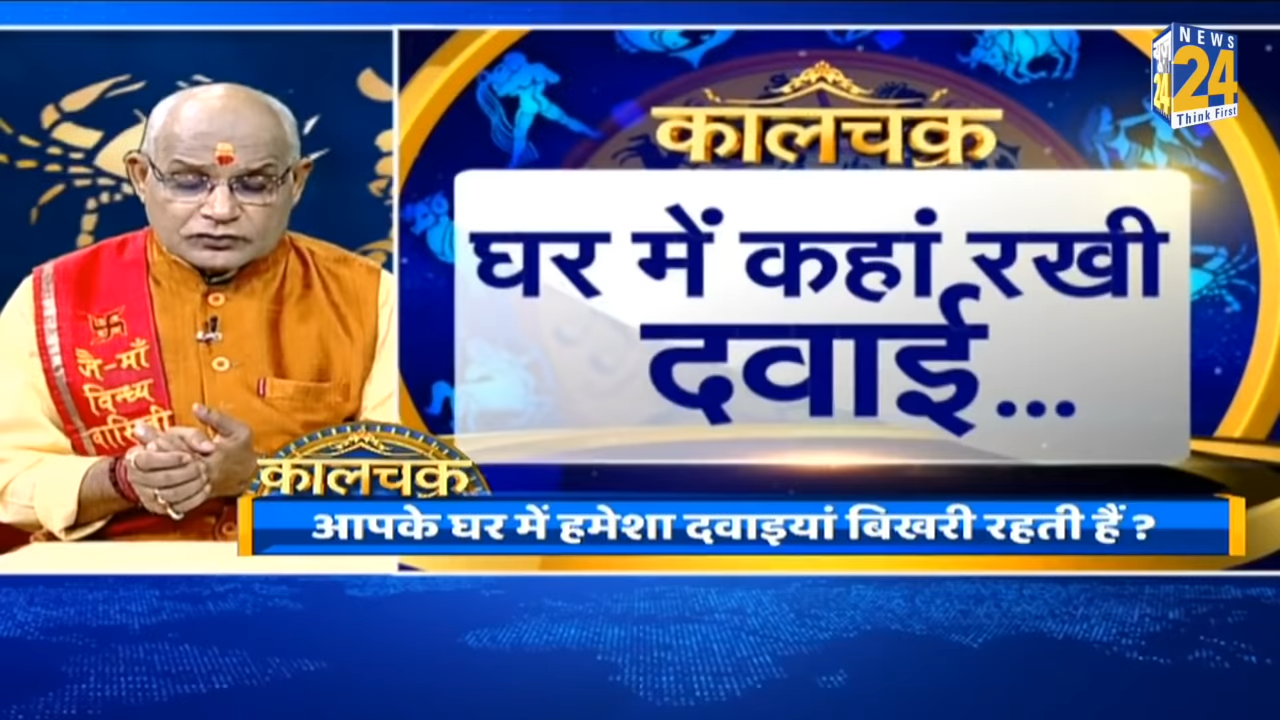 NEWS
24
Think First
कालचक्र
घर में कहां रखी
दवाई...
जै-माँ
विन्ध्य
वासिनी
कालचक्र
आपके घर में हमेशा दवाइयां बिखरी रहती हैं ?